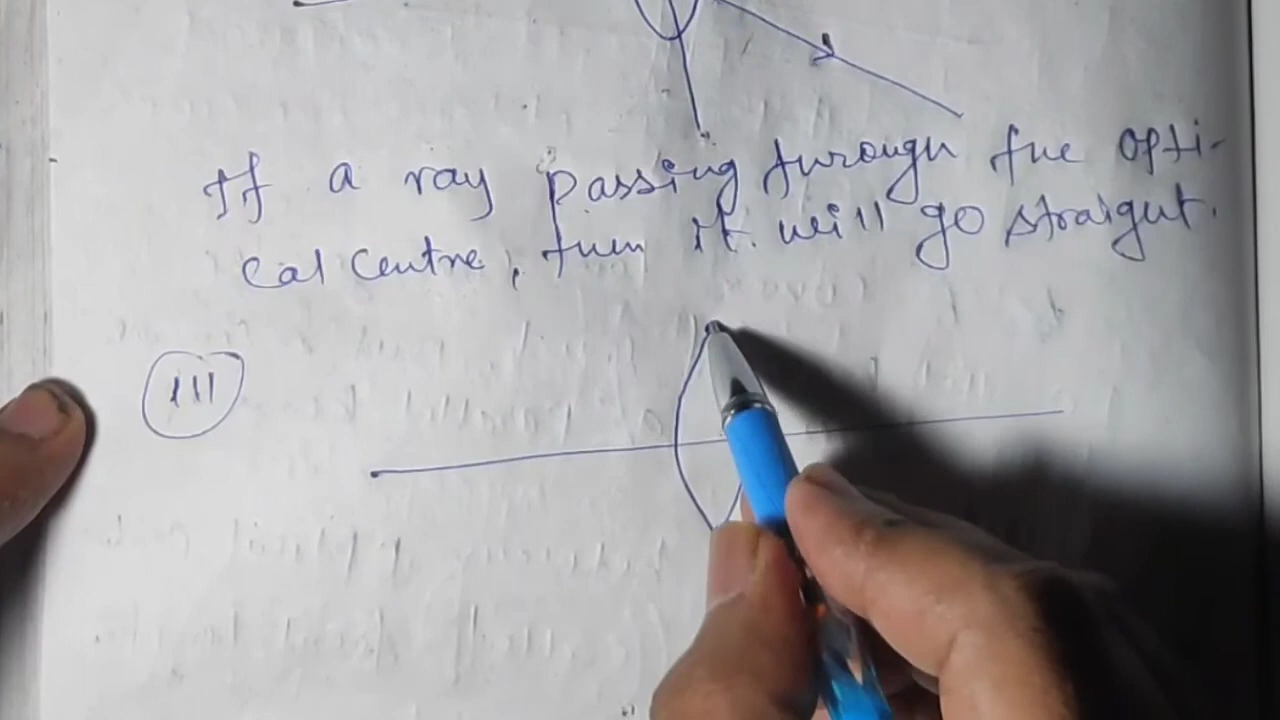 If a ray passing through the opti-
cal centre, then it will go straight.
III